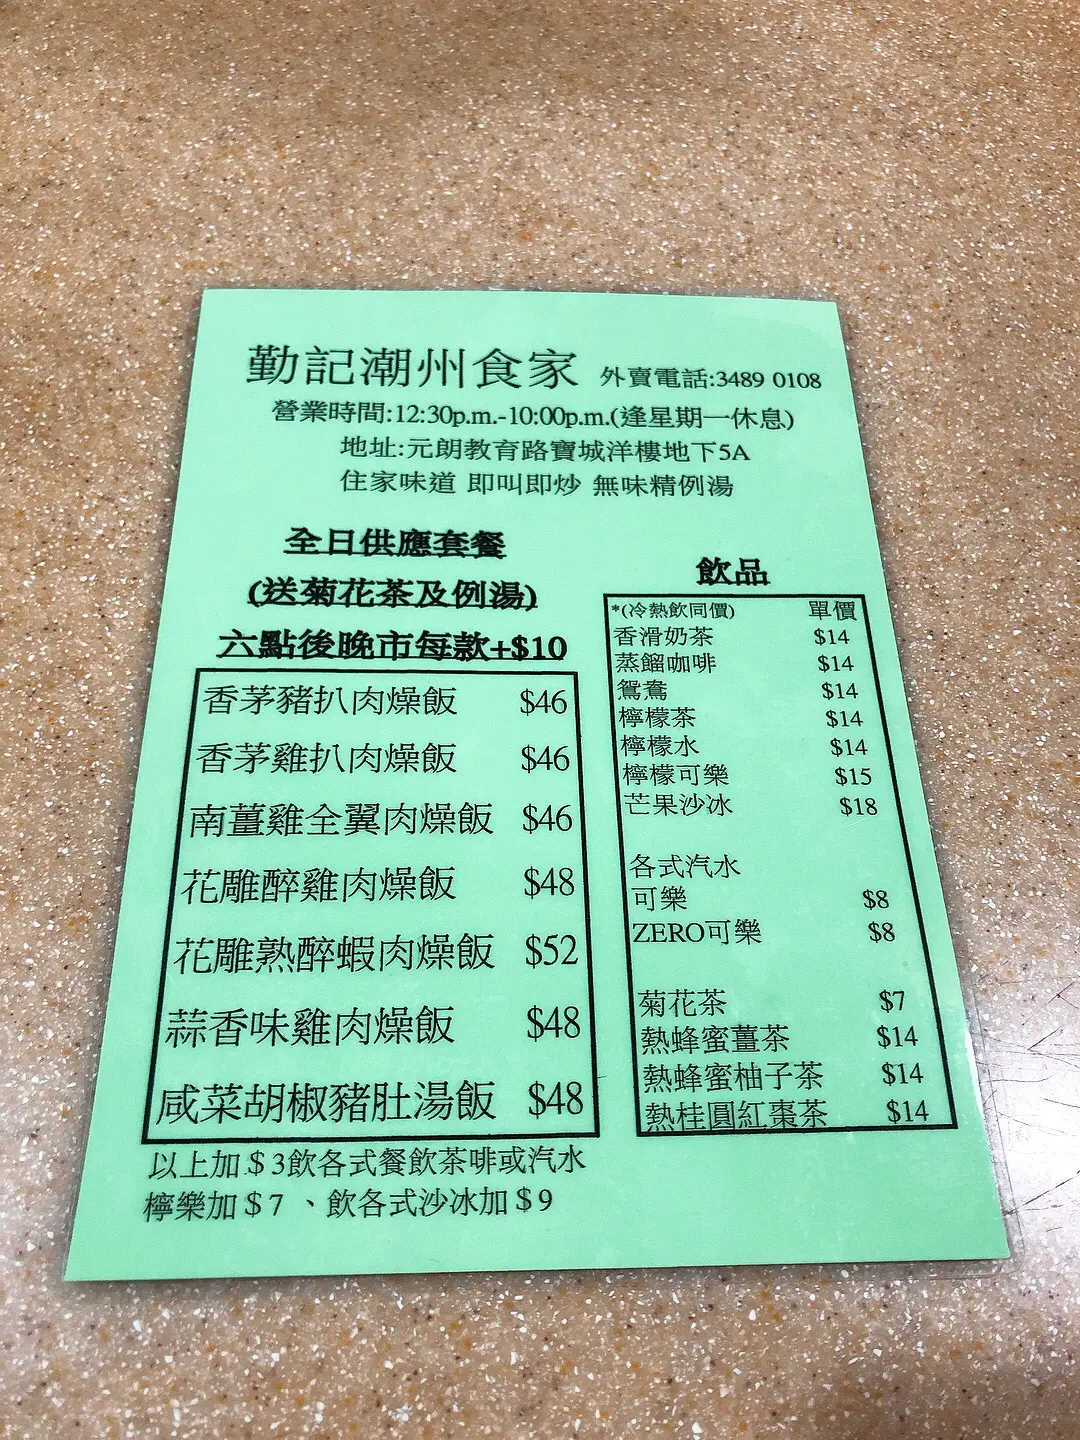 勤記潮州食家 外賣電話:3489 0108
營業時間:12:30p.m.-10:00p.m.(逢星期一休息)
地址:元朗教育路寶城洋樓地下5A
住家味道 即叫即炒 無味精例湯
全日供應套餐
(送菊花茶及例湯)
六點後晚市每款+$10
香茅豬扒肉燥飯 $46
香茅雞扒肉燥飯 $46
南薑雞全翼肉燥飯 $46
花雕醉雞肉燥飯 $48
花雕熟醉蝦肉燥飯 $52
蒜香味雞肉燥飯 $48
咸菜胡椒豬肚湯飯 $48
以上加$3飲各式餐飲茶啡或汽水
檸樂加$7、飲各式沙冰加$9
飲品
*(冷熱飲同價) 單價
香滑奶茶 $14
蒸餾咖啡 $14
鴛鴦 $14
檸檬茶 $14
檸檬水 $14
檸檬可樂 $15
芒果沙冰 $18
各式汽水
可樂 $8
ZERO可樂 $8
菊花茶 $7
熱蜂蜜薑茶 $14
熱蜂蜜柚子茶 $14
熱桂圓紅棗茶 $14